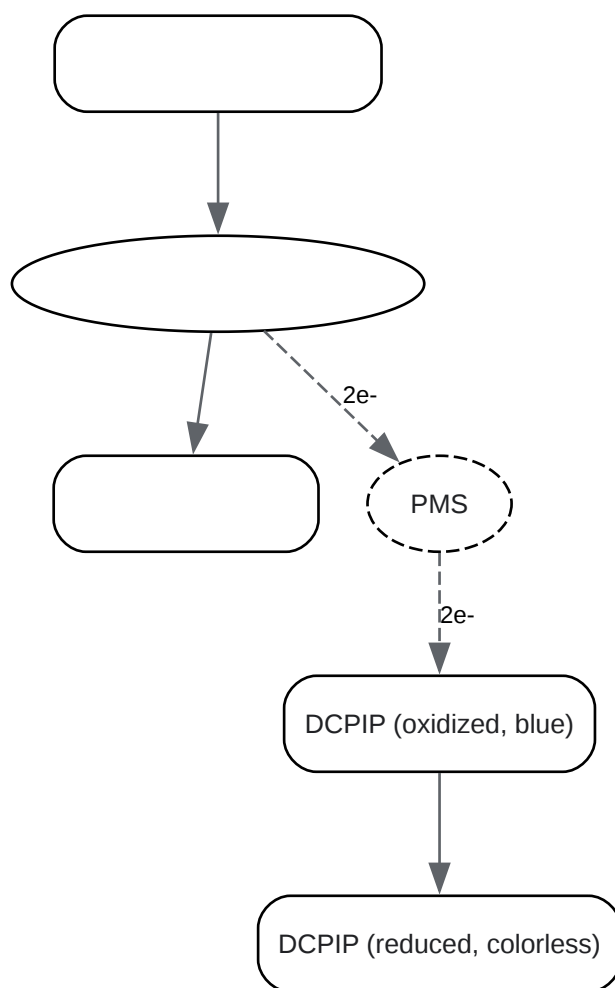 2e-
PMS
2e-
DCPIP (oxidized, blue)
DCPIP (reduced, colorless)